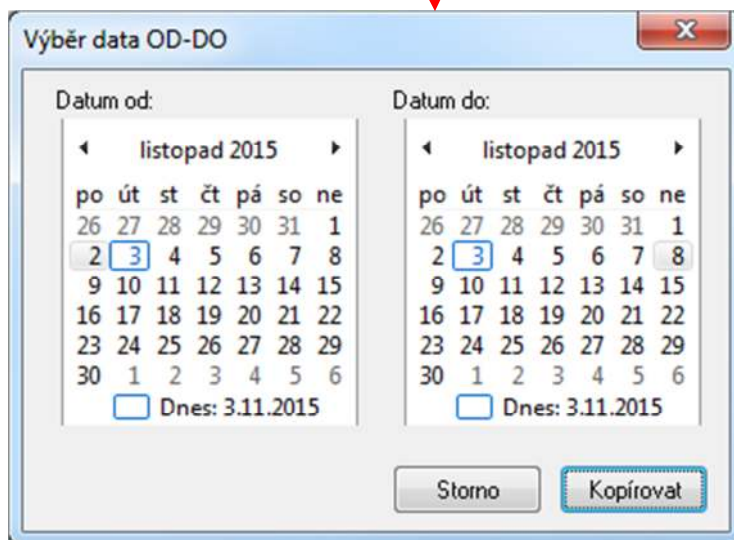 Výběr data OD-DO
Datum od:
listopad 2015
po út st čt pá so ne
26 27 28 29 30 31 1
2 3 4 5 6 7 8
9 10 11 12 13 14 15
16 17 18 19 20 21 22
23 24 25 26 27 28 29
30 1 2 3 4 5 6
Dnes: 3.11.2015
Datum do:
listopad 2015
po út st čt pá so ne
26 27 28 29 30 31 1
2 3 4 5 6 7 8
9 10 11 12 13 14 15
16 17 18 19 20 21 22
23 24 25 26 27 28 29
30 1 2 3 4 5 6
Dnes: 3.11.2015
Storno
Kopírovat